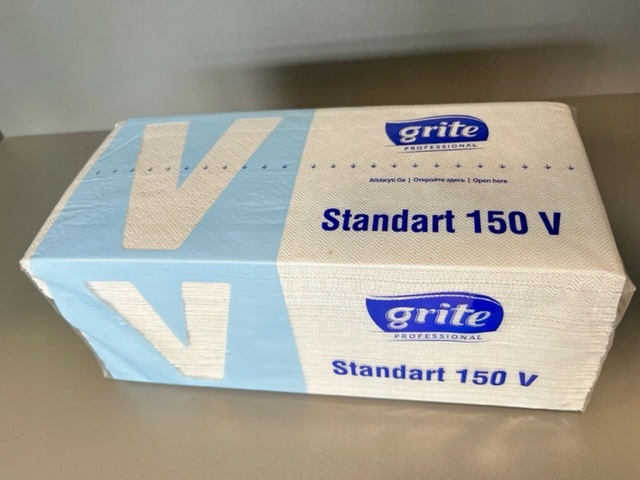 V
grite
PROFESSIONAL
Atidaryti čia | Откройте здесь | Open here
Standart 150 V
V
grite
PROFESSIONAL
Standart 150 V